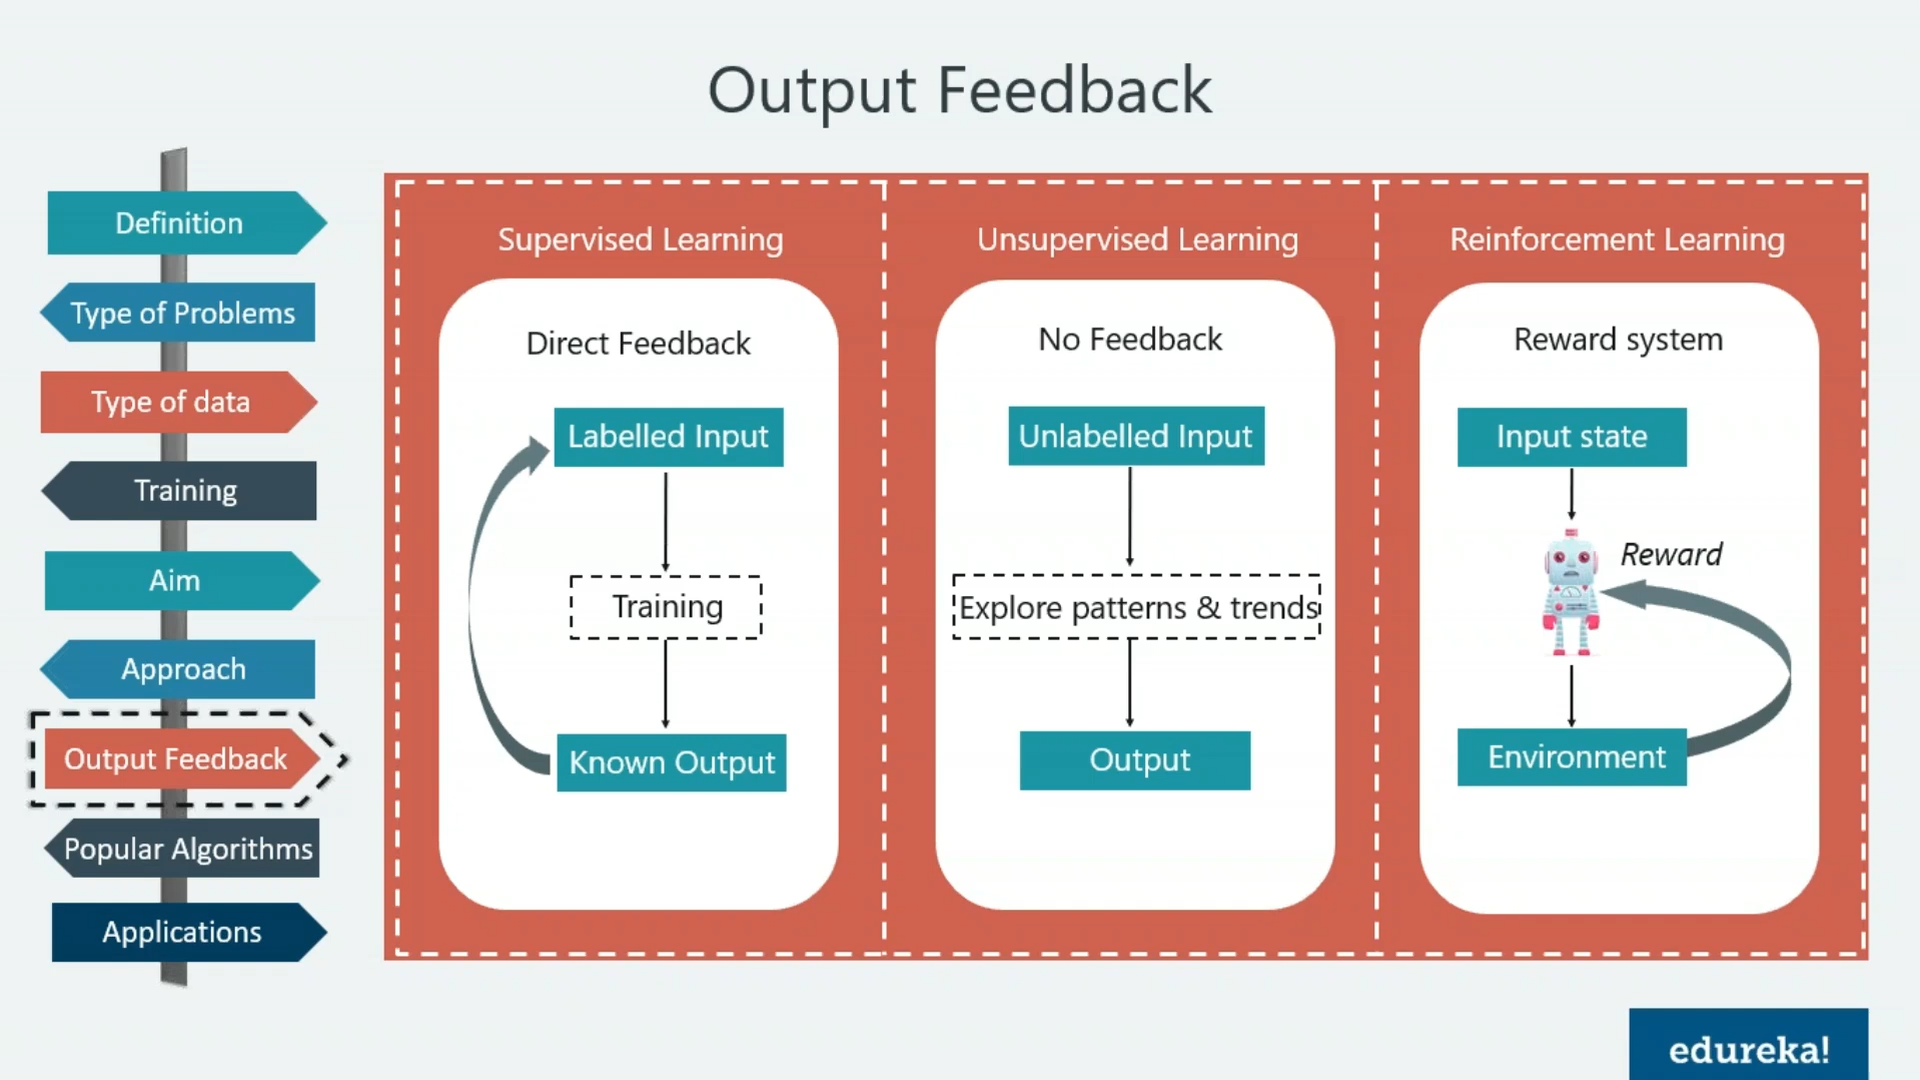 Output Feedback
Definition
Type of Problems
Type of data
Training
Aim
Approach
Output Feedback
Popular Algorithms
Applications
Supervised Learning
Direct Feedback
Labelled Input
Training
Known Output
Unsupervised Learning
No Feedback
Unlabelled Input
Explore patterns & trends
Output
Reinforcement Learning
Reward system
Input state
Reward
Environment
edureka!